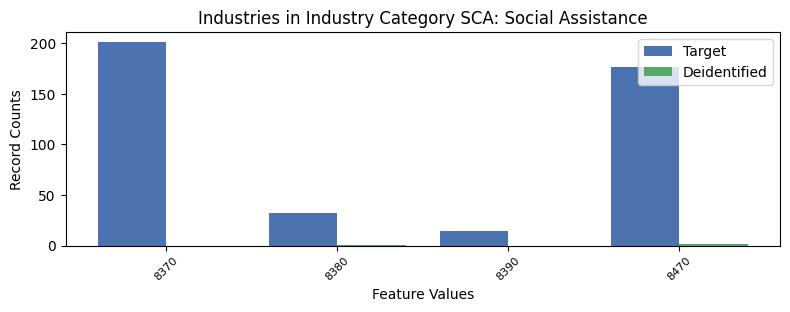 Industries in Industry Category SCA: Social Assistance
Target
Deidentified
Record Counts
200
150
100
50
0
8370
8380
8390
8470
Feature Values